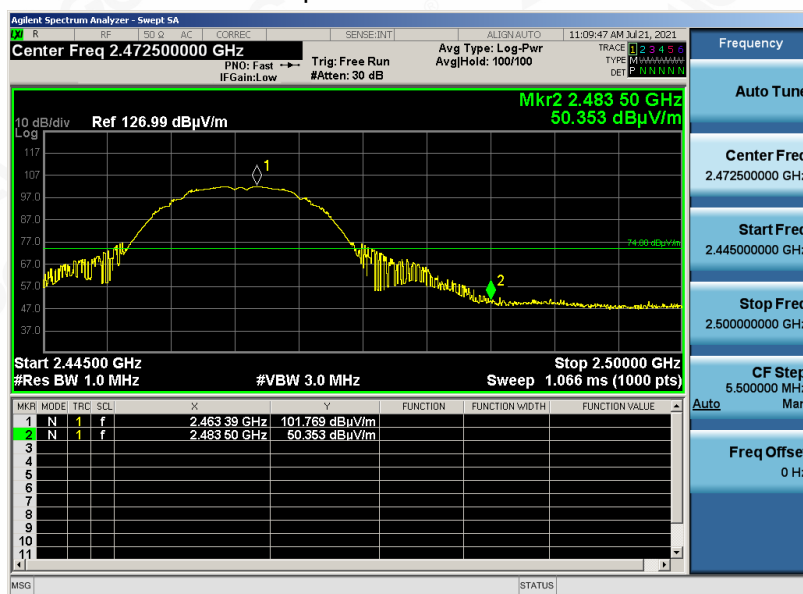 Agilent Spectrum Analyzer - Swept SA
LXI R RF 50 Ω AC CORREC SENSE:INT ALIGN AUTO 11:09:47 AM Jul 21, 2021
Center Freq 2.472500000 GHz
PNO: Fast
IFGain:Low
Trig: Free Run
#Atten: 30 dB
Avg Type: Log-Pwr
Avg|Hold: 100/100
TRACE 1 2 3 4 5 6
TYPE M
DET P N N N N N
Mkr2 2.483 50 GHz
50.353 dBµV/m
10 dB/div Ref 126.99 dBµV/m
Log
117
107
97.0
87.0
77.0
67.0
57.0
47.0
37.0
1
74.00 dBµV/m
2
Start 2.44500 GHz Stop 2.50000 GHz
#Res BW 1.0 MHz #VBW 3.0 MHz Sweep 1.066 ms (1000 pts)
MKR MODE TRC SCL X Y FUNCTION FUNCTION WIDTH FUNCTION VALUE
1 N 1 f 2.463 39 GHz 101.769 dBµV/m
2 N 1 f 2.483 50 GHz 50.353 dBµV/m
3
4
5
6
7
8
9
10
11
MSG STATUS
Frequency
Auto Tune
Center Freq
2.472500000 GHz
Start Freq
2.445000000 GHz
Stop Freq
2.500000000 GHz
CF Step
5.500000 MHz
Auto Man
Freq Offset
0 Hz